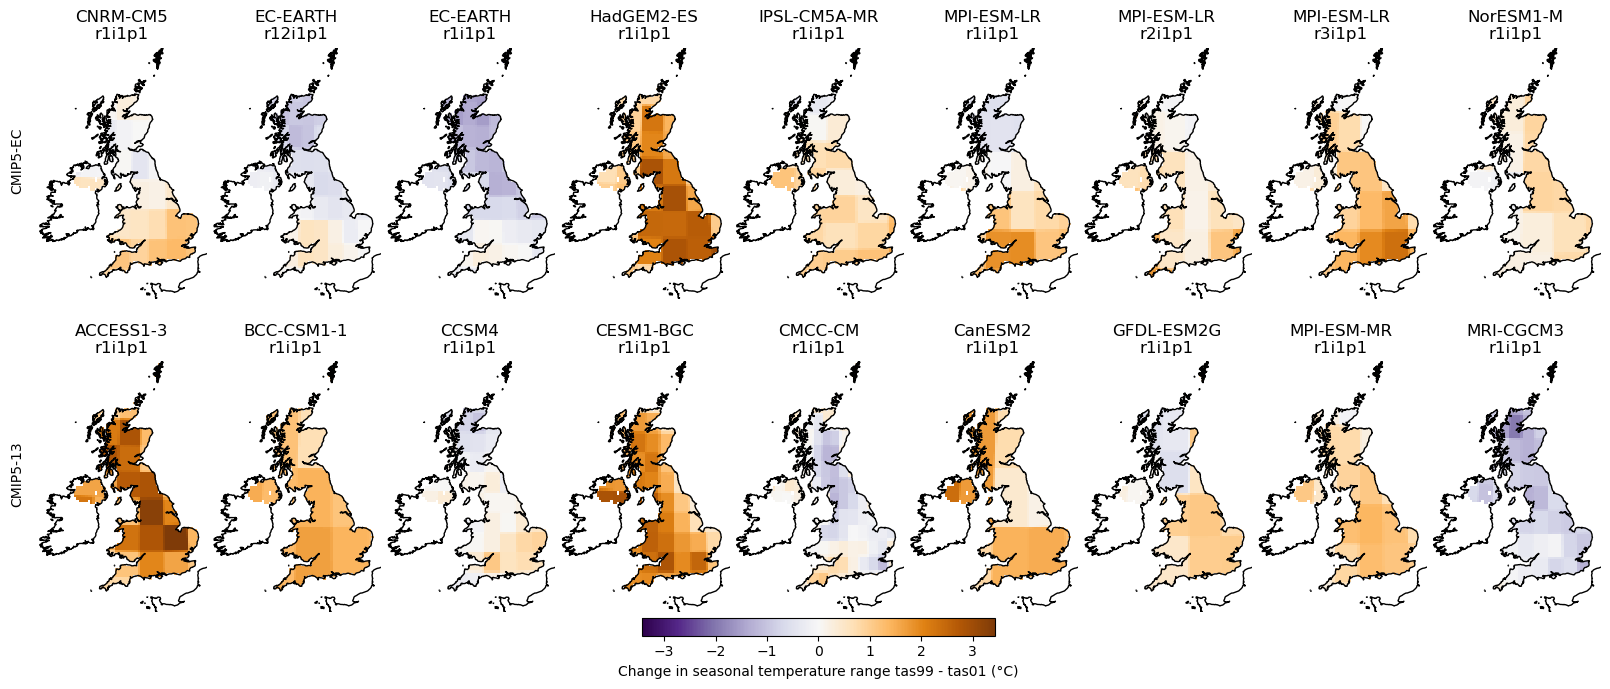 CNRM-CM5 EC-EARTH EC-EARTH HadGEM2-ES IPSL-CM5A-MR MPI-ESM-LR MPI-ESM-LR MPI-ESM-LR NorESM1-M
r1i1p1 r12i1p1 r1i1p1 r1i1p1 r1i1p1 r1i1p1 r2i1p1 r3i1p1 r1i1p1
CMIP5-EC
ACCESS1-3 BCC-CSM1-1 CCSM4 CESM1-BGC CMCC-CM CanESM2 GFDL-ESM2G MPI-ESM-MR MRI-CGCM3
r1i1p1 r1i1p1 r1i1p1 r1i1p1 r1i1p1 r1i1p1 r1i1p1 r1i1p1 r1i1p1
CMIP5-13
−3 −2 −1 0 1 2 3
Change in seasonal temperature range tas99 - tas01 (°C)